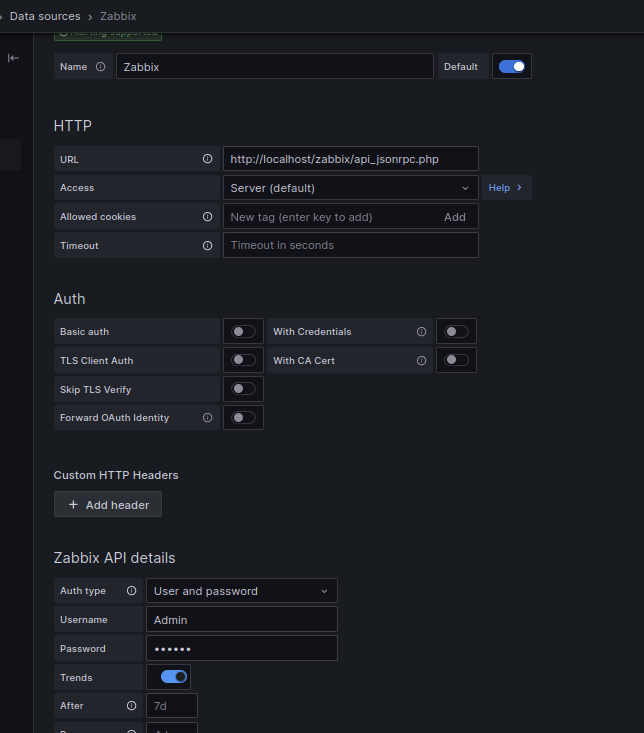 Data sources › Zabbix
Alerting supported
Name Zabbix Default
HTTP
URL http://localhost/zabbix/api_jsonrpc.php
Access Server (default) Help >
Allowed cookies New tag (enter key to add) Add
Timeout Timeout in seconds
Auth
Basic auth With Credentials
TLS Client Auth With CA Cert
Skip TLS Verify
Forward OAuth Identity
Custom HTTP Headers
+ Add header
Zabbix API details
Auth type User and password
Username Admin
Password ••••••
Trends
After 7d